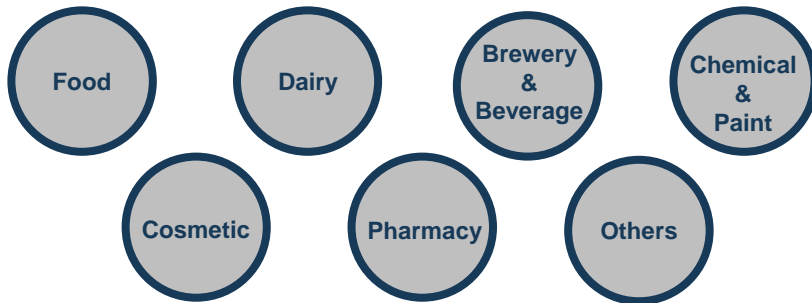 Food
Dairy
Brewery
&
Beverage
Chemical
&
Paint
Cosmetic
Pharmacy
Others